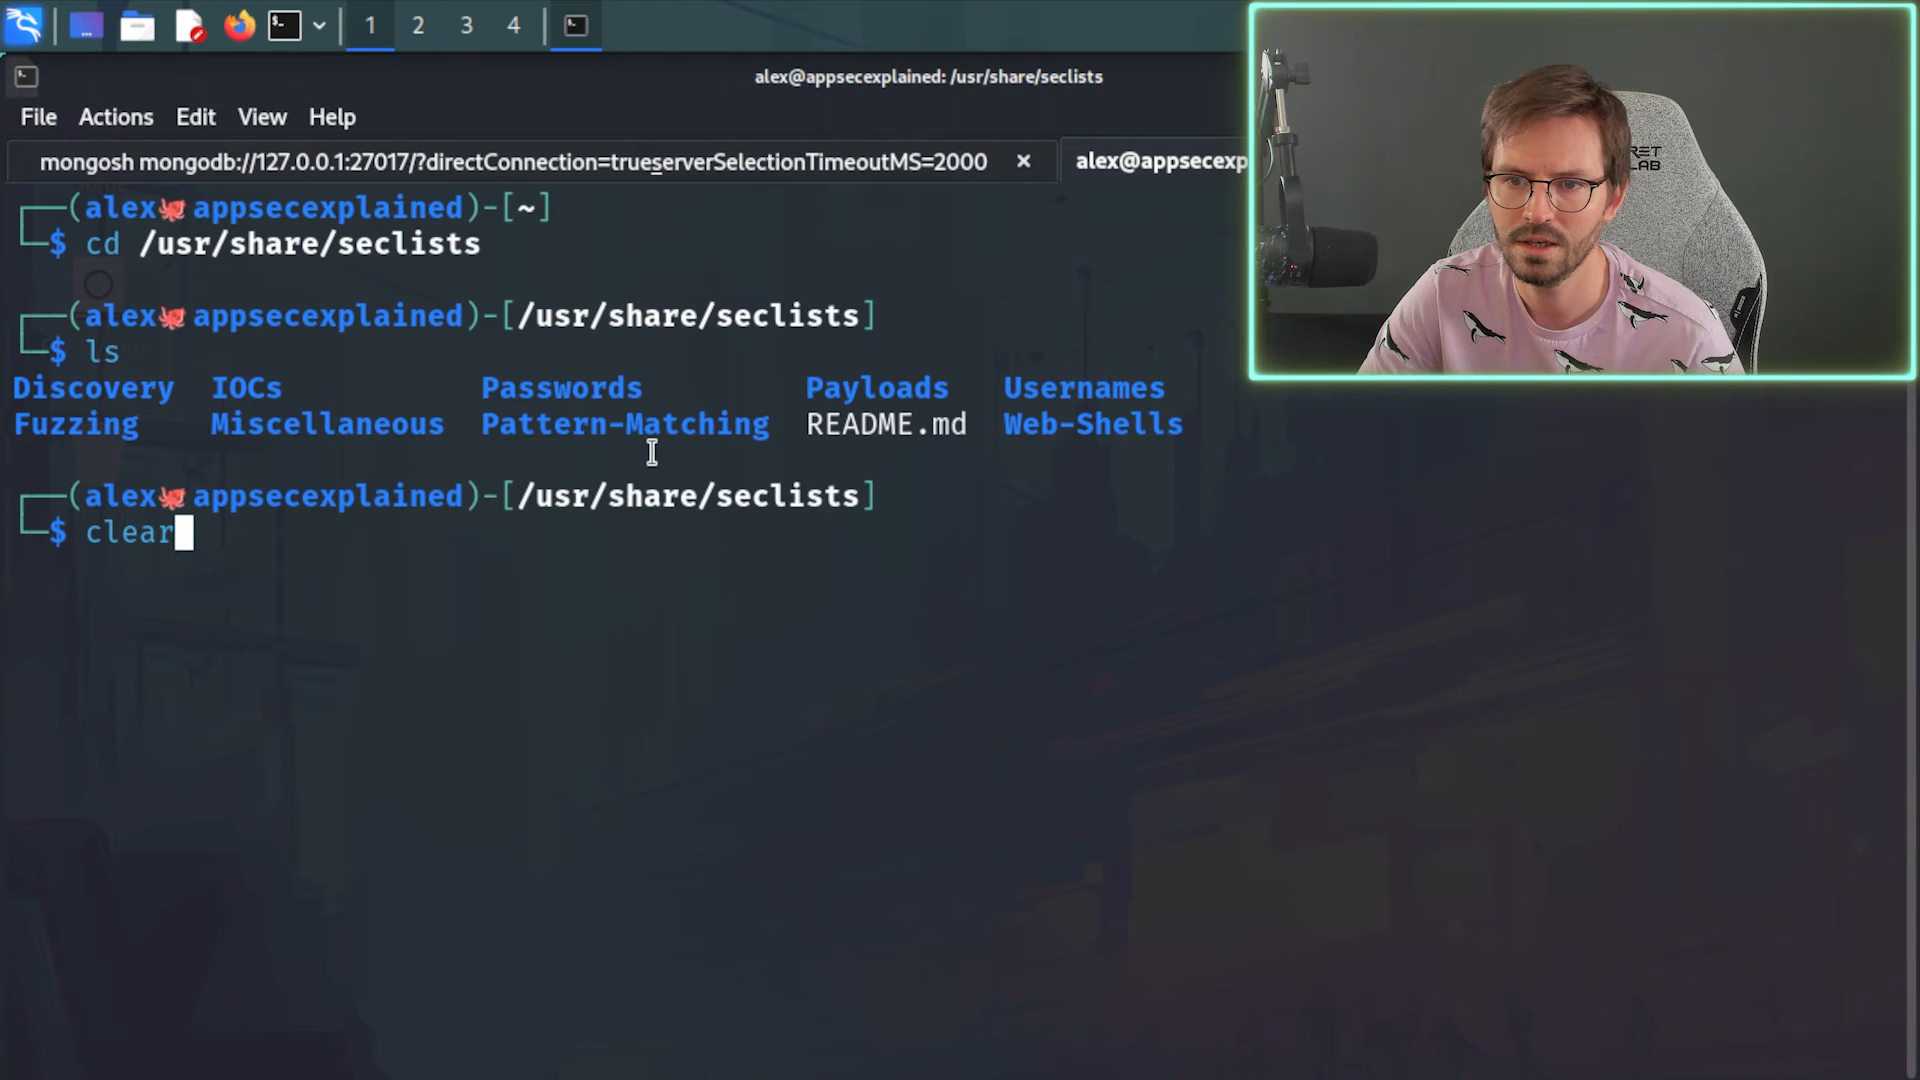 1 2 3 4
alex@appsecexplained: /usr/share/seclists
File Actions Edit View Help
mongosh mongodb://127.0.0.1:27017/?directConnection=trueserverSelectionTimeoutMS=2000 ×
alex@appsecexp
┌──(alex🐙appsecexplained)-[~]
└─$ cd /usr/share/seclists
┌──(alex🐙appsecexplained)-[/usr/share/seclists]
└─$ ls
Discovery IOCs Passwords Payloads Usernames
Fuzzing Miscellaneous Pattern-Matching README.md Web-Shells
┌──(alex🐙appsecexplained)-[/usr/share/seclists]
└─$ clear
RET
LAB